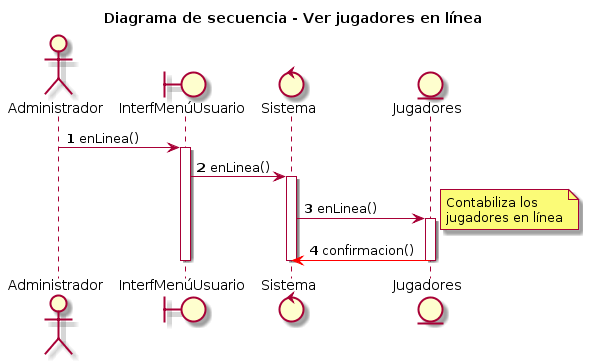 Diagrama de secuencia - Ver jugadores en línea
Administrador InterfMenúUsuario Sistema Jugadores
1 enLinea()
2 enLinea()
3 enLinea()
Contabiliza los
jugadores en línea
4 confirmacion()
Administrador InterfMenúUsuario Sistema Jugadores